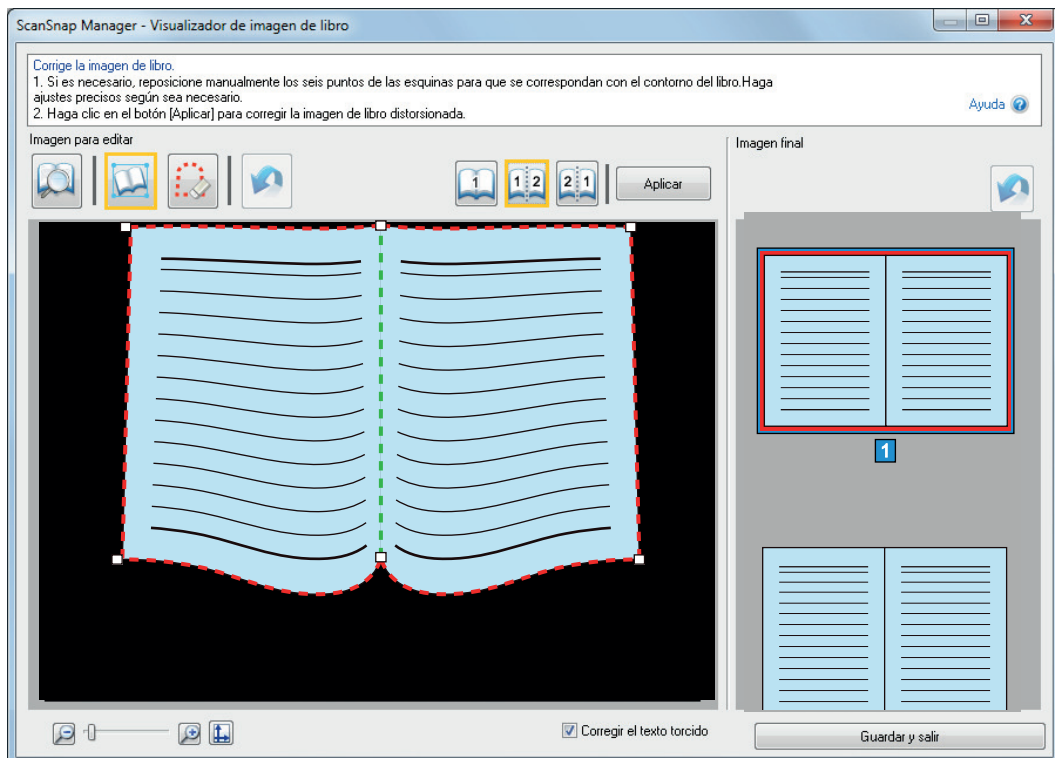 ScanSnap Manager - Visualizador de imagen de libro
Corrige la imagen de libro.
1. Si es necesario, reposicione manualmente los seis puntos de las esquinas para que se correspondan con el contorno del libro.Haga
ajustes precisos según sea necesario.
2. Haga clic en el botón [Aplicar] para corregir la imagen de libro distorsionada.
Ayuda
Imagen para editar
Imagen final
1
1 2
2 1
Aplicar
1
Corregir el texto torcido
Guardar y salir